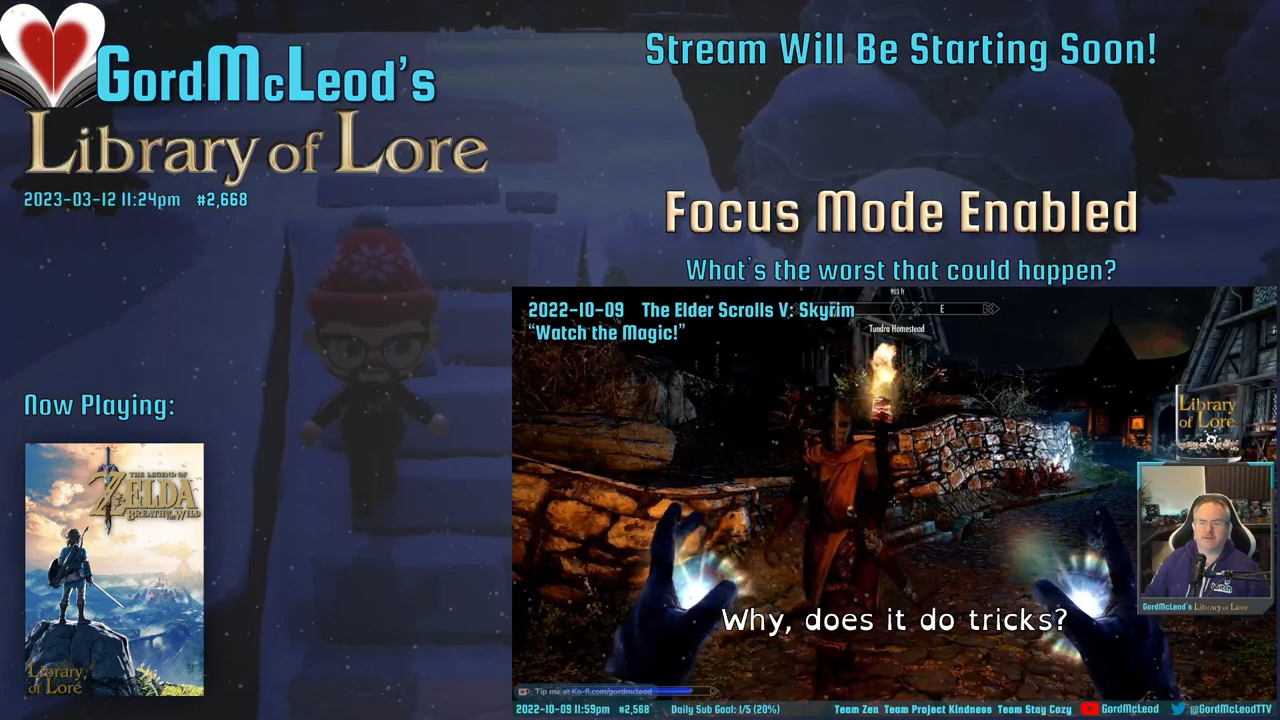 GordMcLeod's
Library of Lore
2023-03-12 11:24pm #2,668
Stream Will Be Starting Soon!
Focus Mode Enabled
What's the worst that could happen?
Now Playing:
THE LEGEND OF
ZELDA
BREATH OF THE WILD
Library
of Lore
2022-10-09 The Elder Scrolls V: Skyrim
"Watch the Magic!"
E
Tundra Homestead
Library
of Lore
GordMcLeod's Library of Lore
Why, does it do tricks?
Tip me at Ko-fi.com/gordmcleod
2022-10-09 11:59pm #2,568 Daily Sub Goal: 1/5 (20%) Team Zen Team Project Kindness Team Stay Cozy GordMcLeod @GordMcLeodTTV